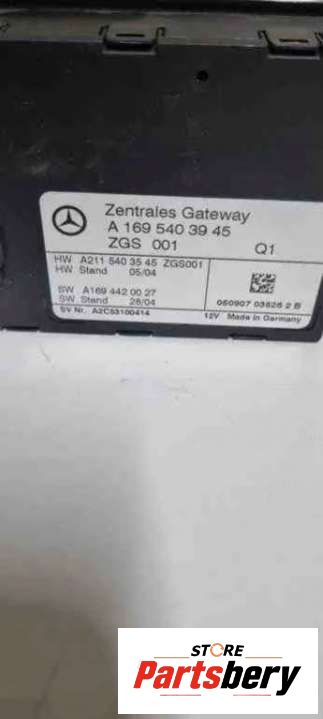 Zentrales Gateway
A 169 540 39 45
ZGS 001 Q1
HW A211 540 35 45 ZGS001
HW Stand 05/04
SW A169 442 00 27
SW Stand 28/04
050907 03526 2 B
SV Nr. A2C53100414 12V Made in Germany
STORE
Partsbery